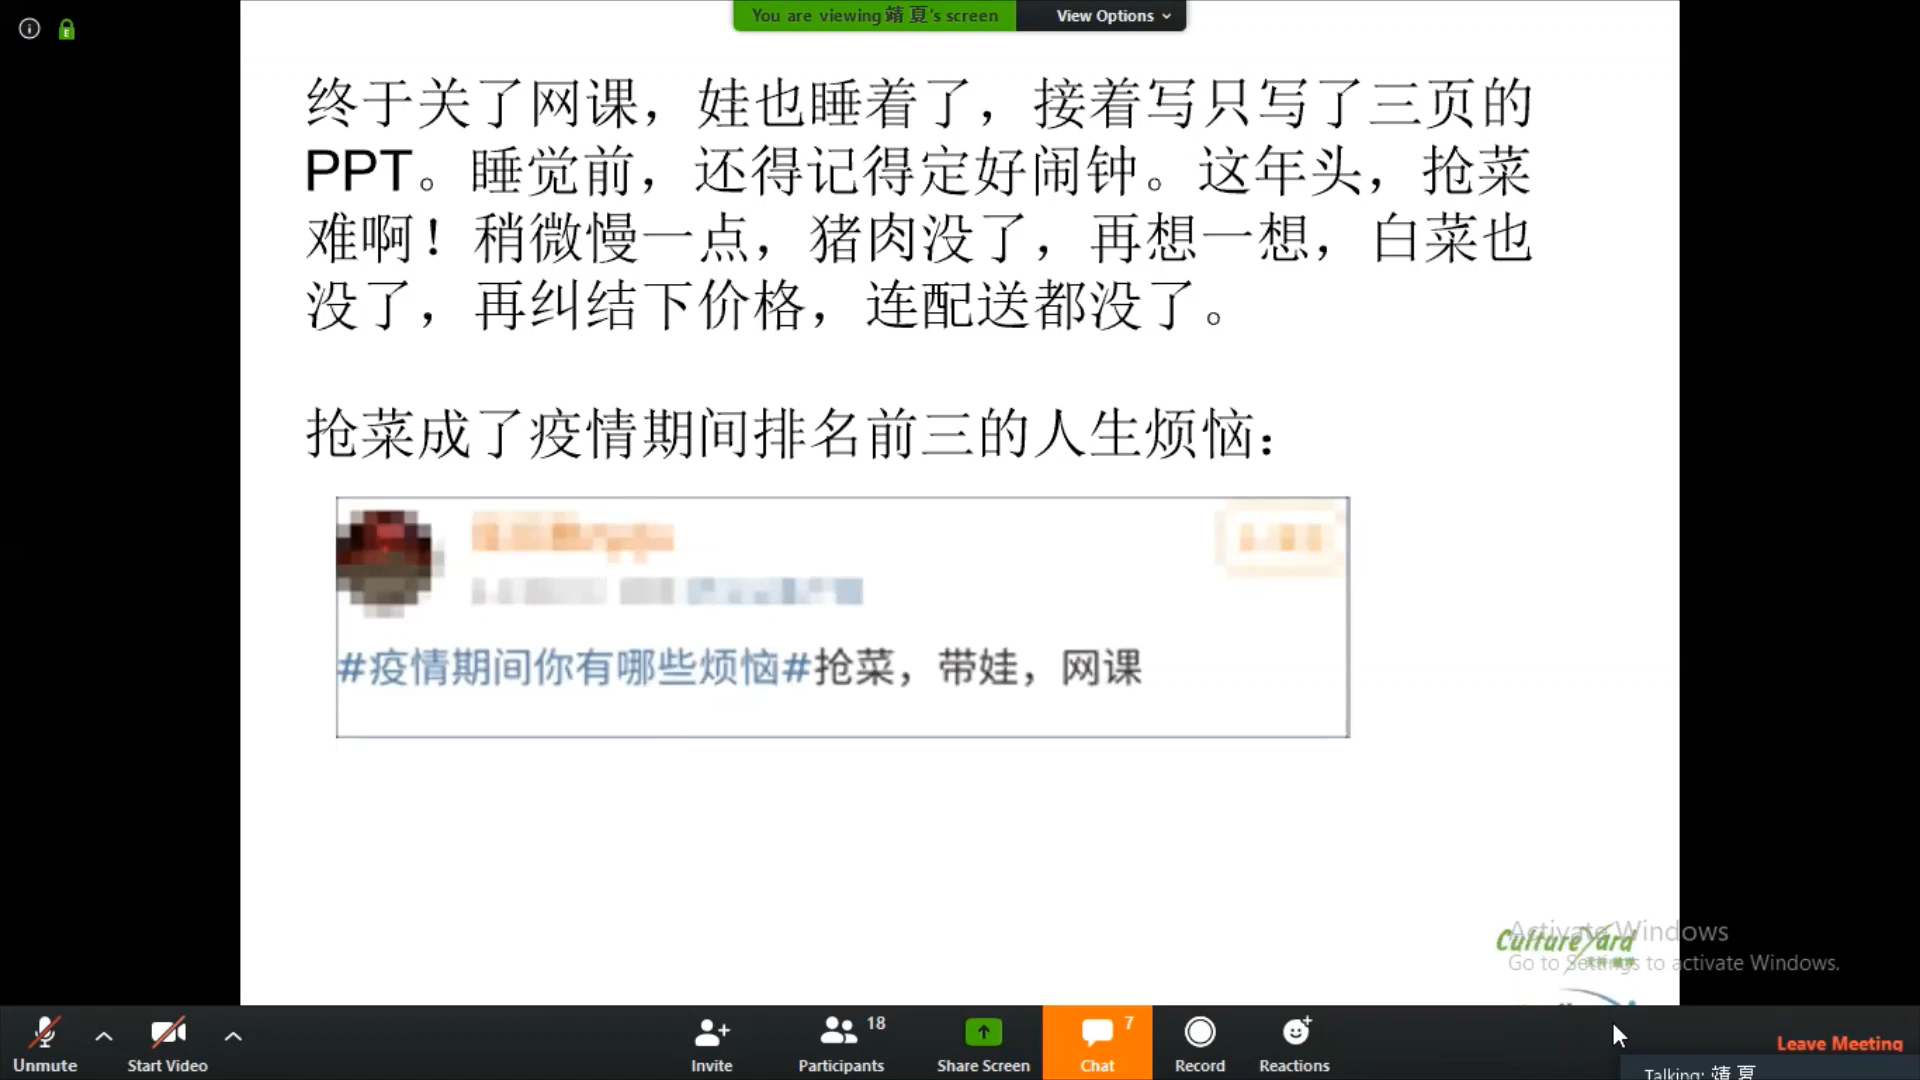 You are viewing 靖 夏's screen
View Options
终于关了网课，娃也睡着了，接着写只写了三页的
PPT。睡觉前，还得记得定好闹钟。这年头，抢菜
难啊！稍微慢一点，猪肉没了，再想一想，白菜也
没了，再纠结下价格，连配送都没了。
抢菜成了疫情期间排名前三的人生烦恼：
#疫情期间你有哪些烦恼#抢菜，带娃，网课
Activate Windows
CultureYard
Go to Settings to activate Windows.
18
7
Unmute
Start Video
Invite
Participants
Share Screen
Chat
Record
Reactions
Leave Meeting
Talking: 靖 夏